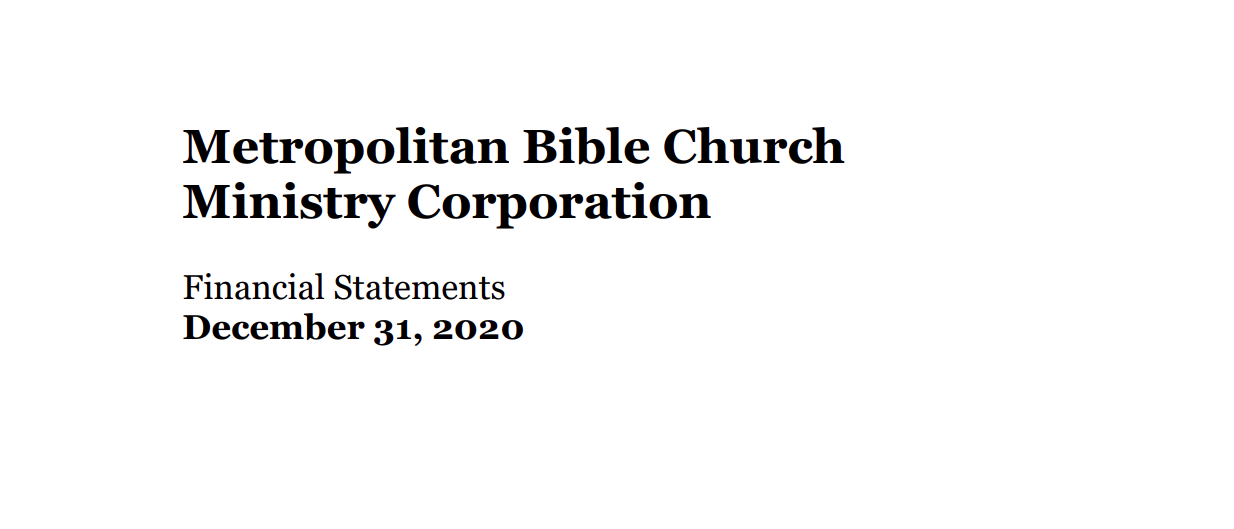 Metropolitan Bible Church
Ministry Corporation
Financial Statements
December 31, 2020